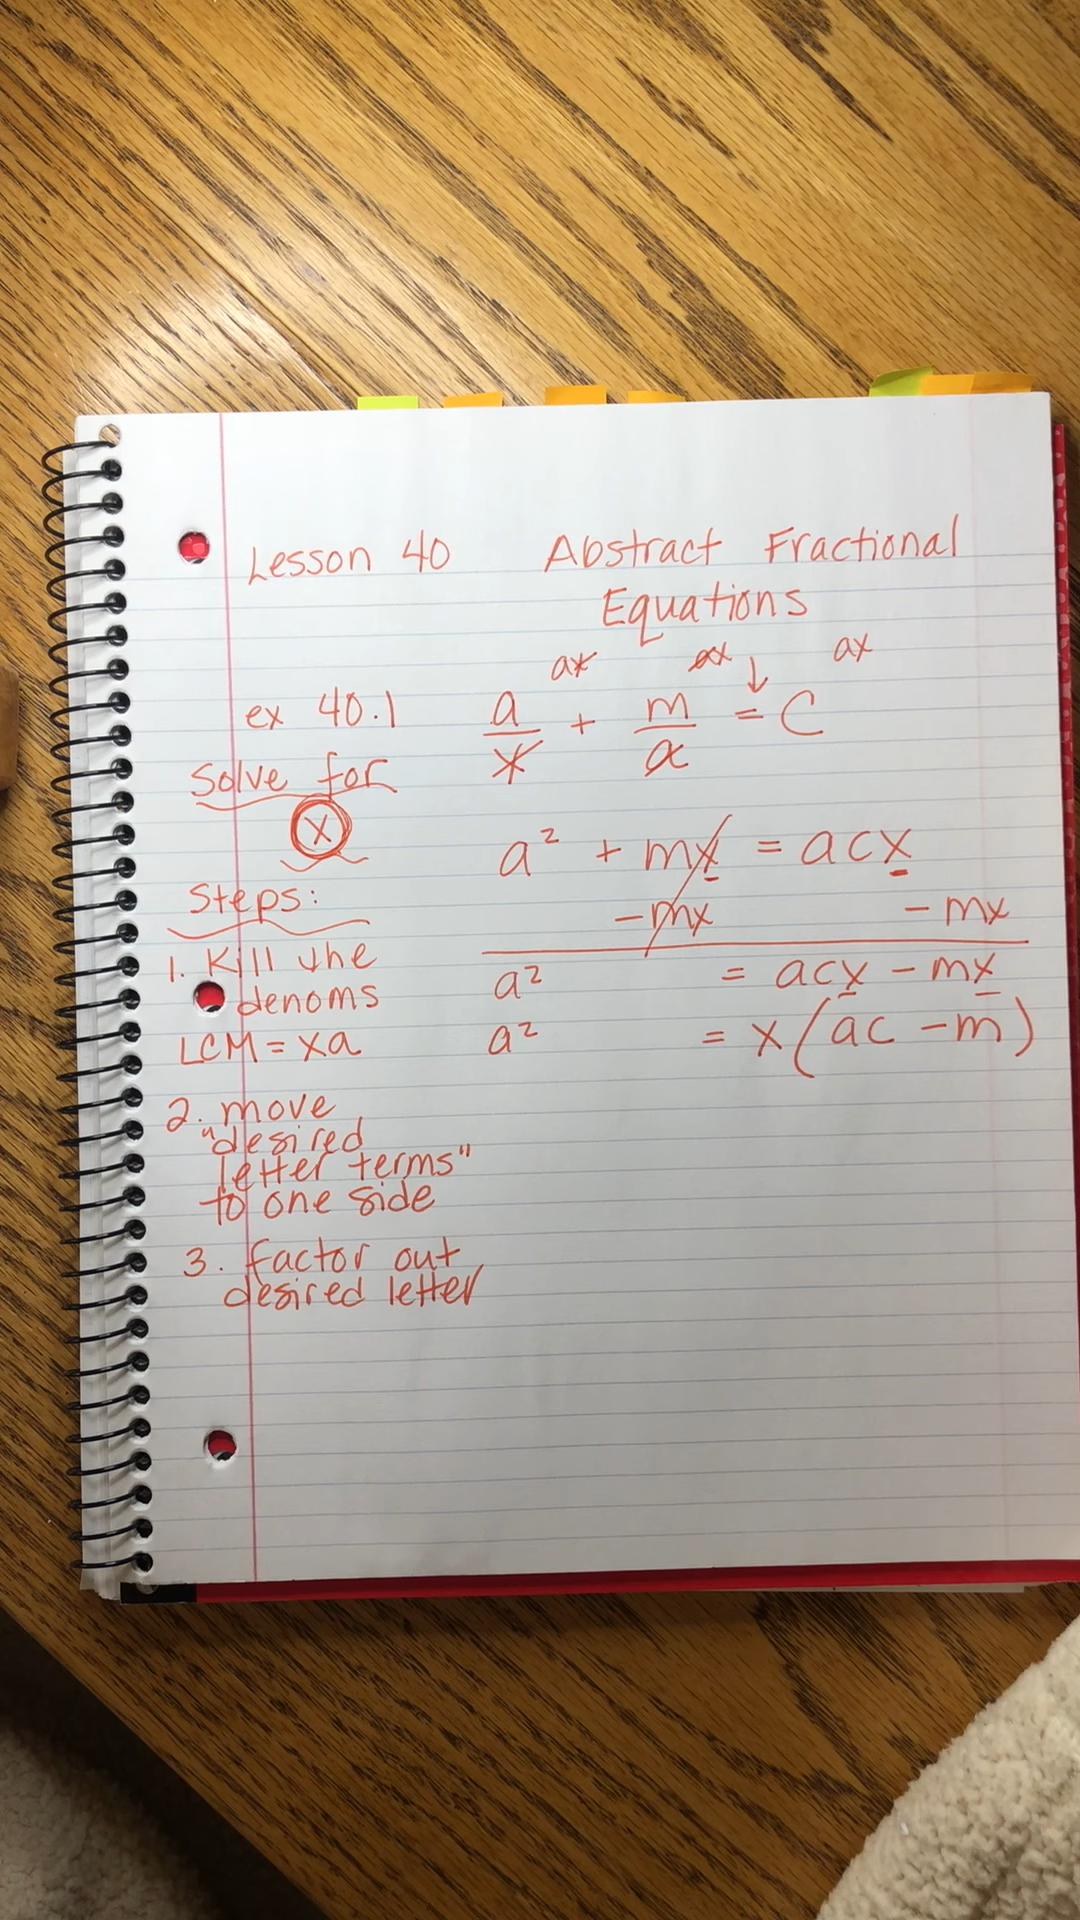 Lesson 40 Abstract Fractional
Equations
ax ax ax
ex 40.1 a/x + m/a = C
Solve for
x
a² + mx = acx
Steps:
-mx -mx
1. Kill the
denoms
a² = acx - mx
LCM = xa
a² = x(ac - m)
2. move
"desired
letter terms"
to one side
3. factor out
desired letter